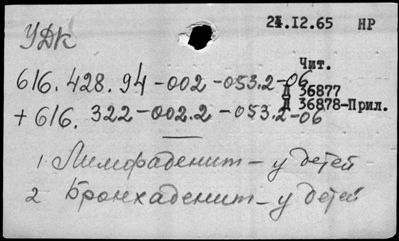 УДК
24.12.65 НР
616.428.94-002-053.2-06
+616.322-002.2-053.2-06
Чит.
Д 36877
Д 36878-Прил.
1. Лимфаденит - у детей
2 Бронхаденит - у детей